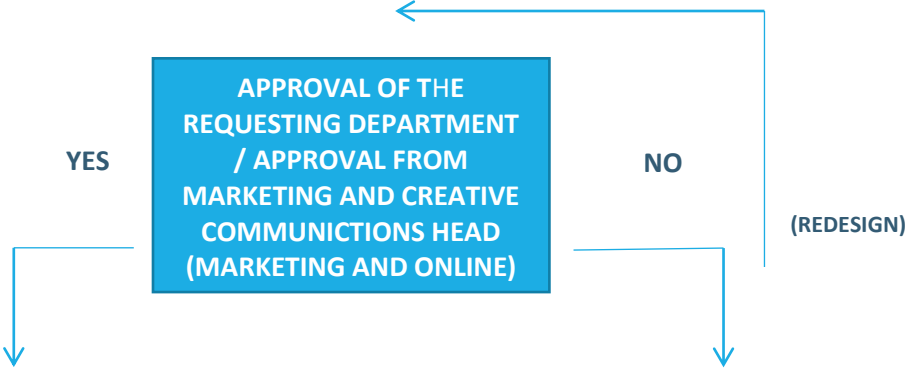 APPROVAL OF THE
REQUESTING DEPARTMENT
/ APPROVAL FROM
MARKETING AND CREATIVE
COMMUNICTIONS HEAD
(MARKETING AND ONLINE)
YES
NO
(REDESIGN)